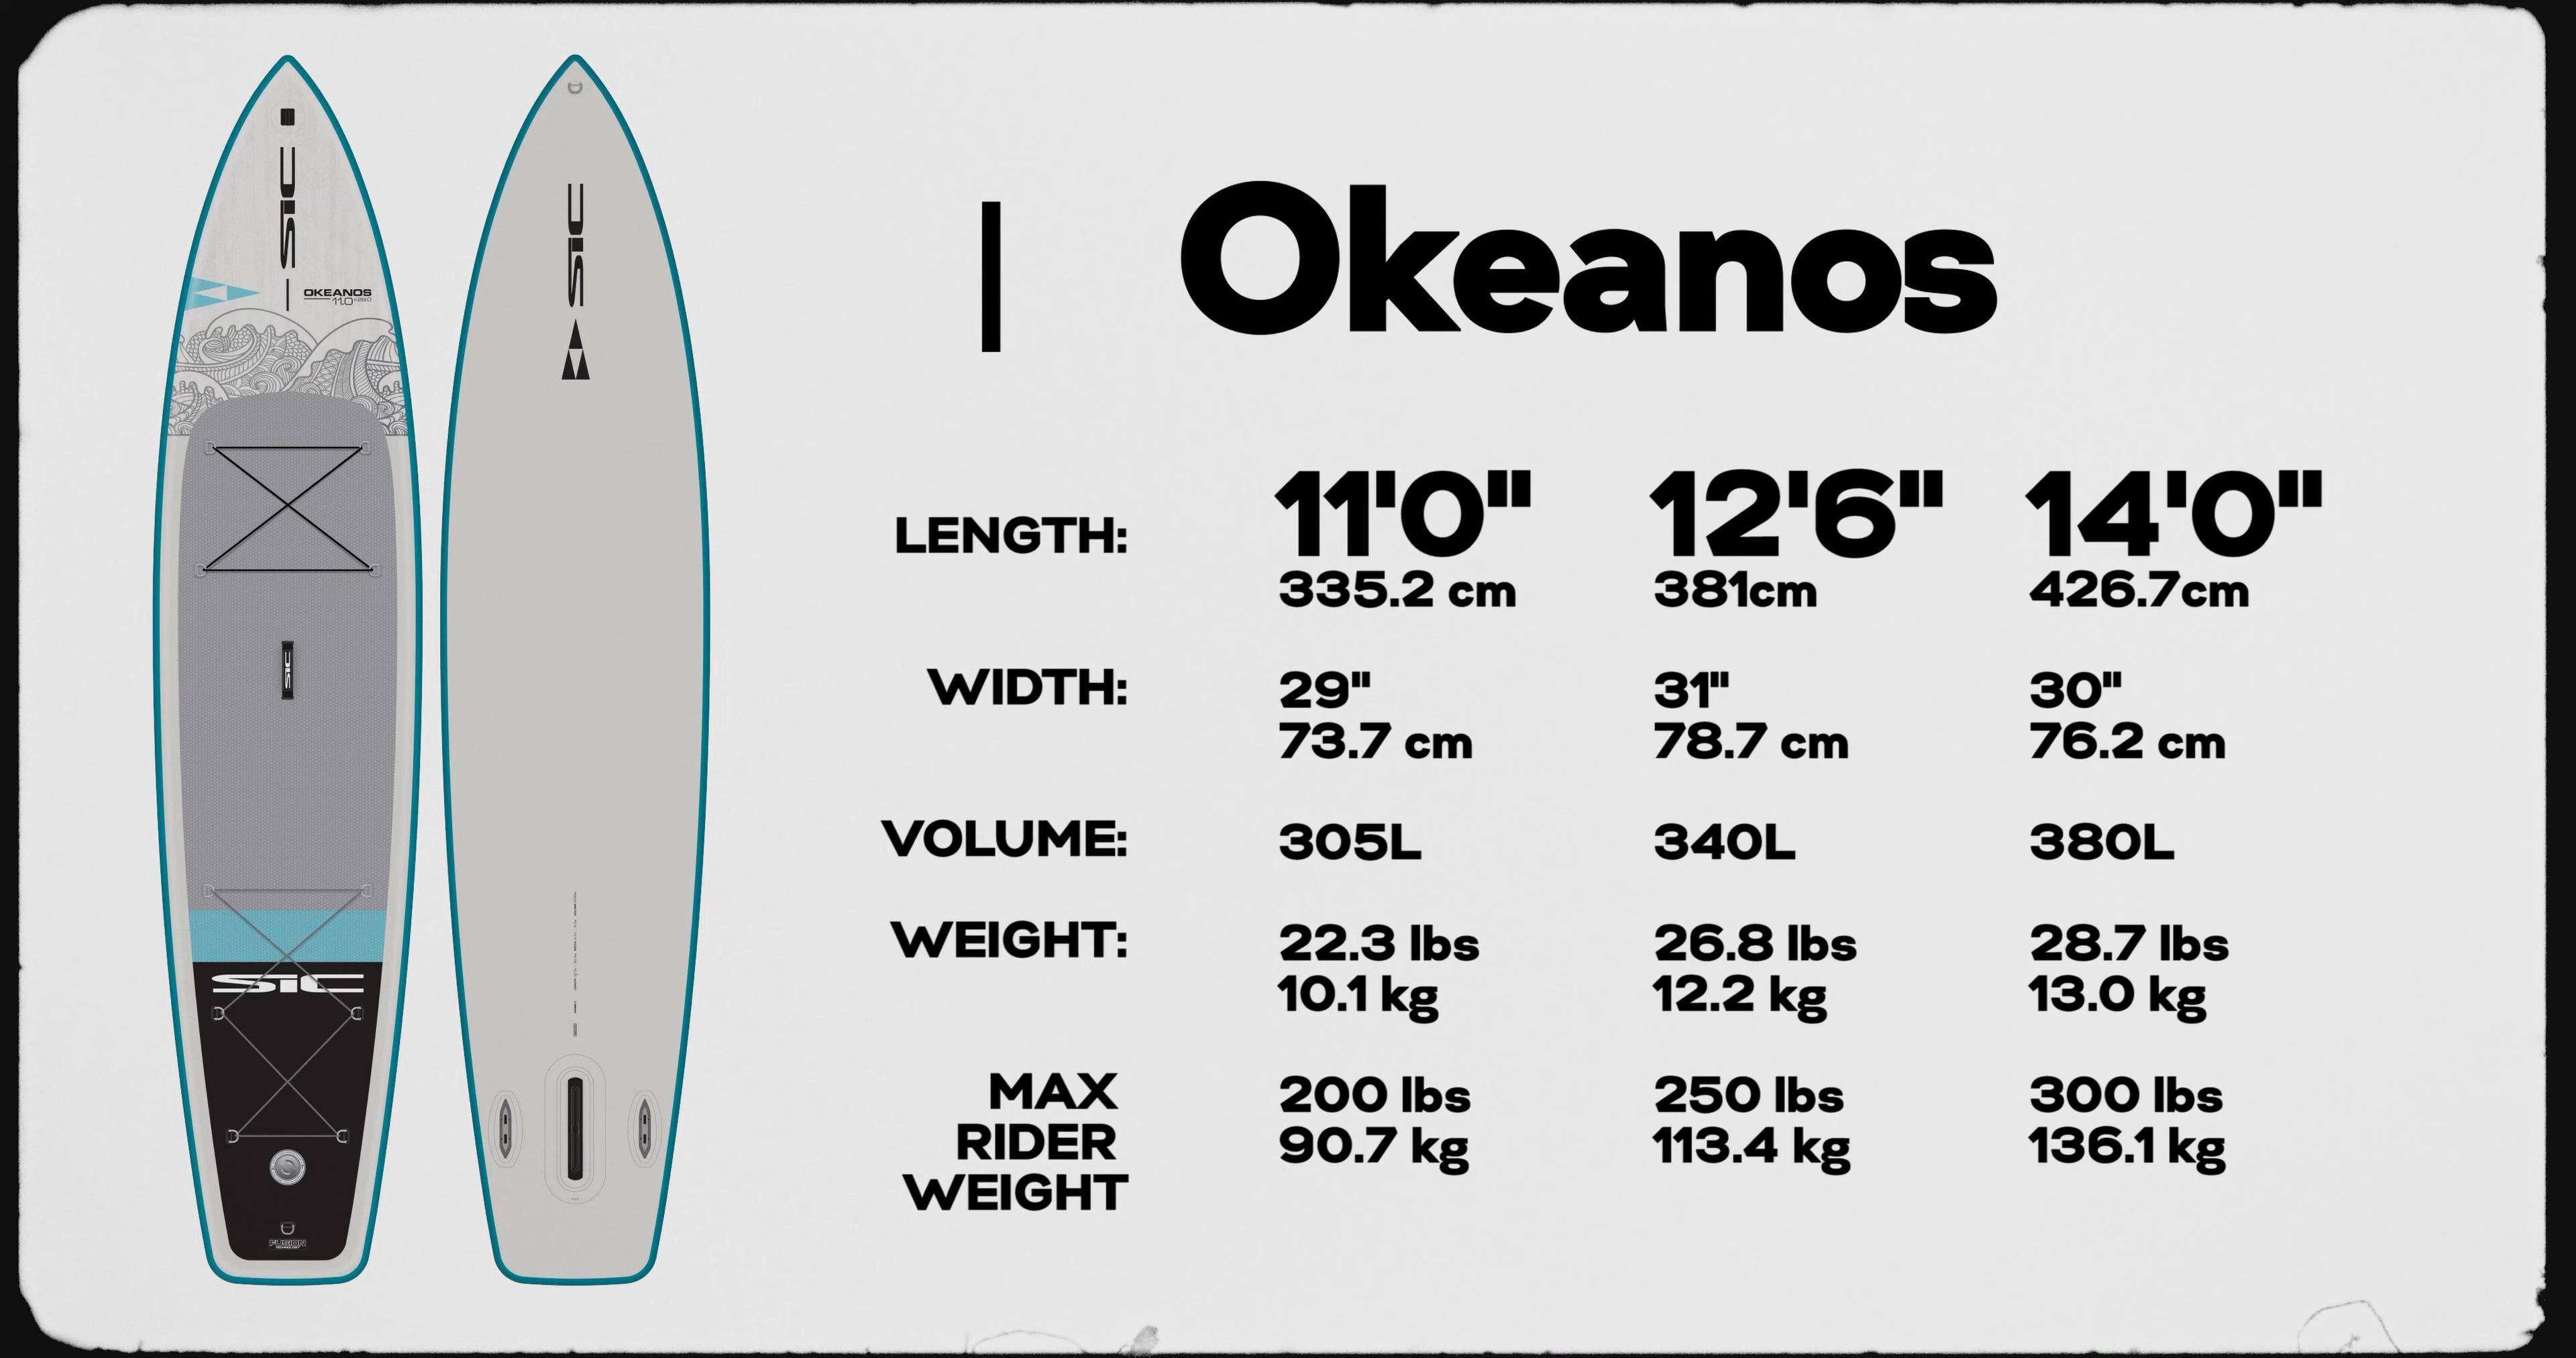 SIC
OKEANOS
11.0
SIC
SIC
SIC
FUSION
Okeanos
LENGTH: 11'0" 12'6" 14'0"
335.2 cm 381cm 426.7cm
WIDTH: 29" 31" 30"
73.7 cm 78.7 cm 76.2 cm
VOLUME: 305L 340L 380L
WEIGHT: 22.3 lbs 26.8 lbs 28.7 lbs
10.1 kg 12.2 kg 13.0 kg
MAX 200 lbs 250 lbs 300 lbs
RIDER 90.7 kg 113.4 kg 136.1 kg
WEIGHT